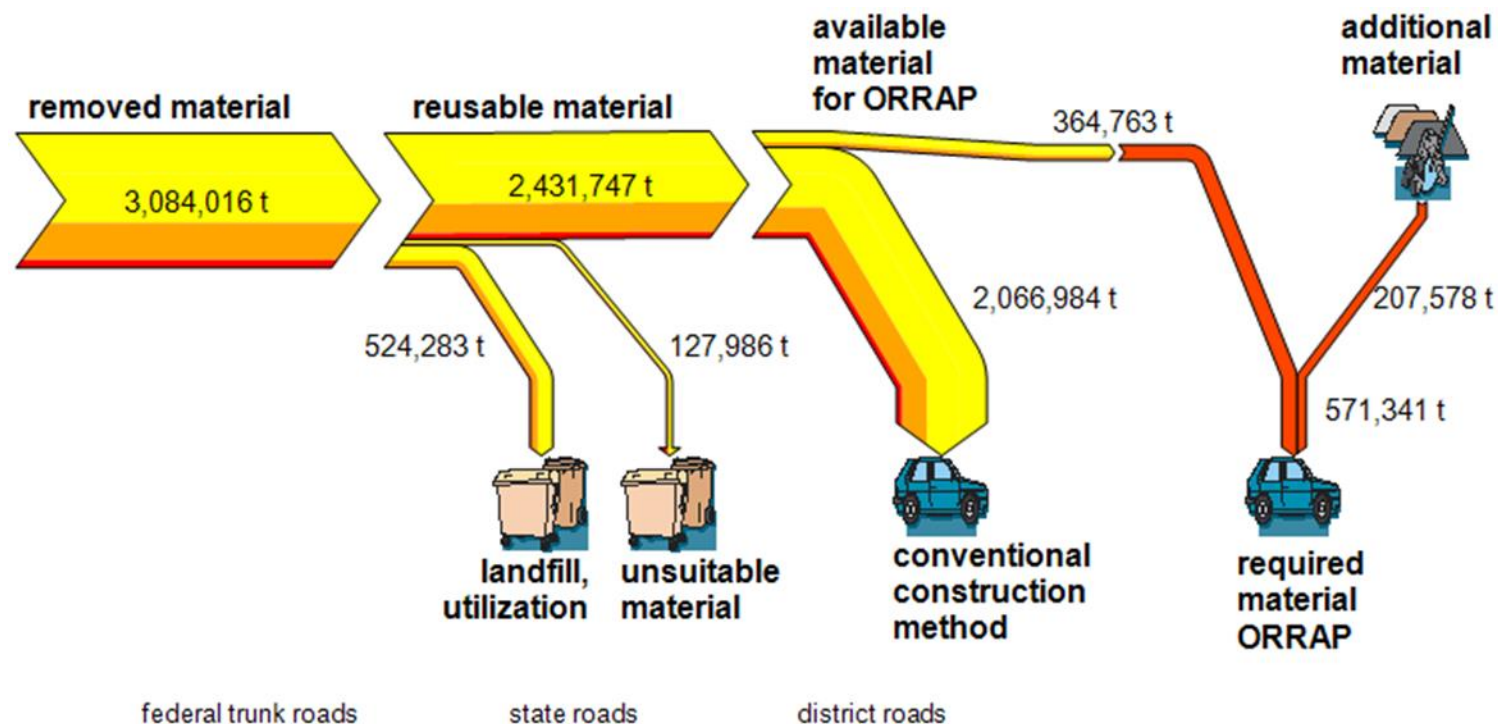 available
material
for ORRAP
additional
material
removed material
reusable material
364,763 t
3,084,016 t
2,431,747 t
2,066,984 t
207,578 t
524,283 t
127,986 t
571,341 t
landfill,
utilization
unsuitable
material
conventional
construction
method
required
material
ORRAP
federal trunk roads
state roads
district roads